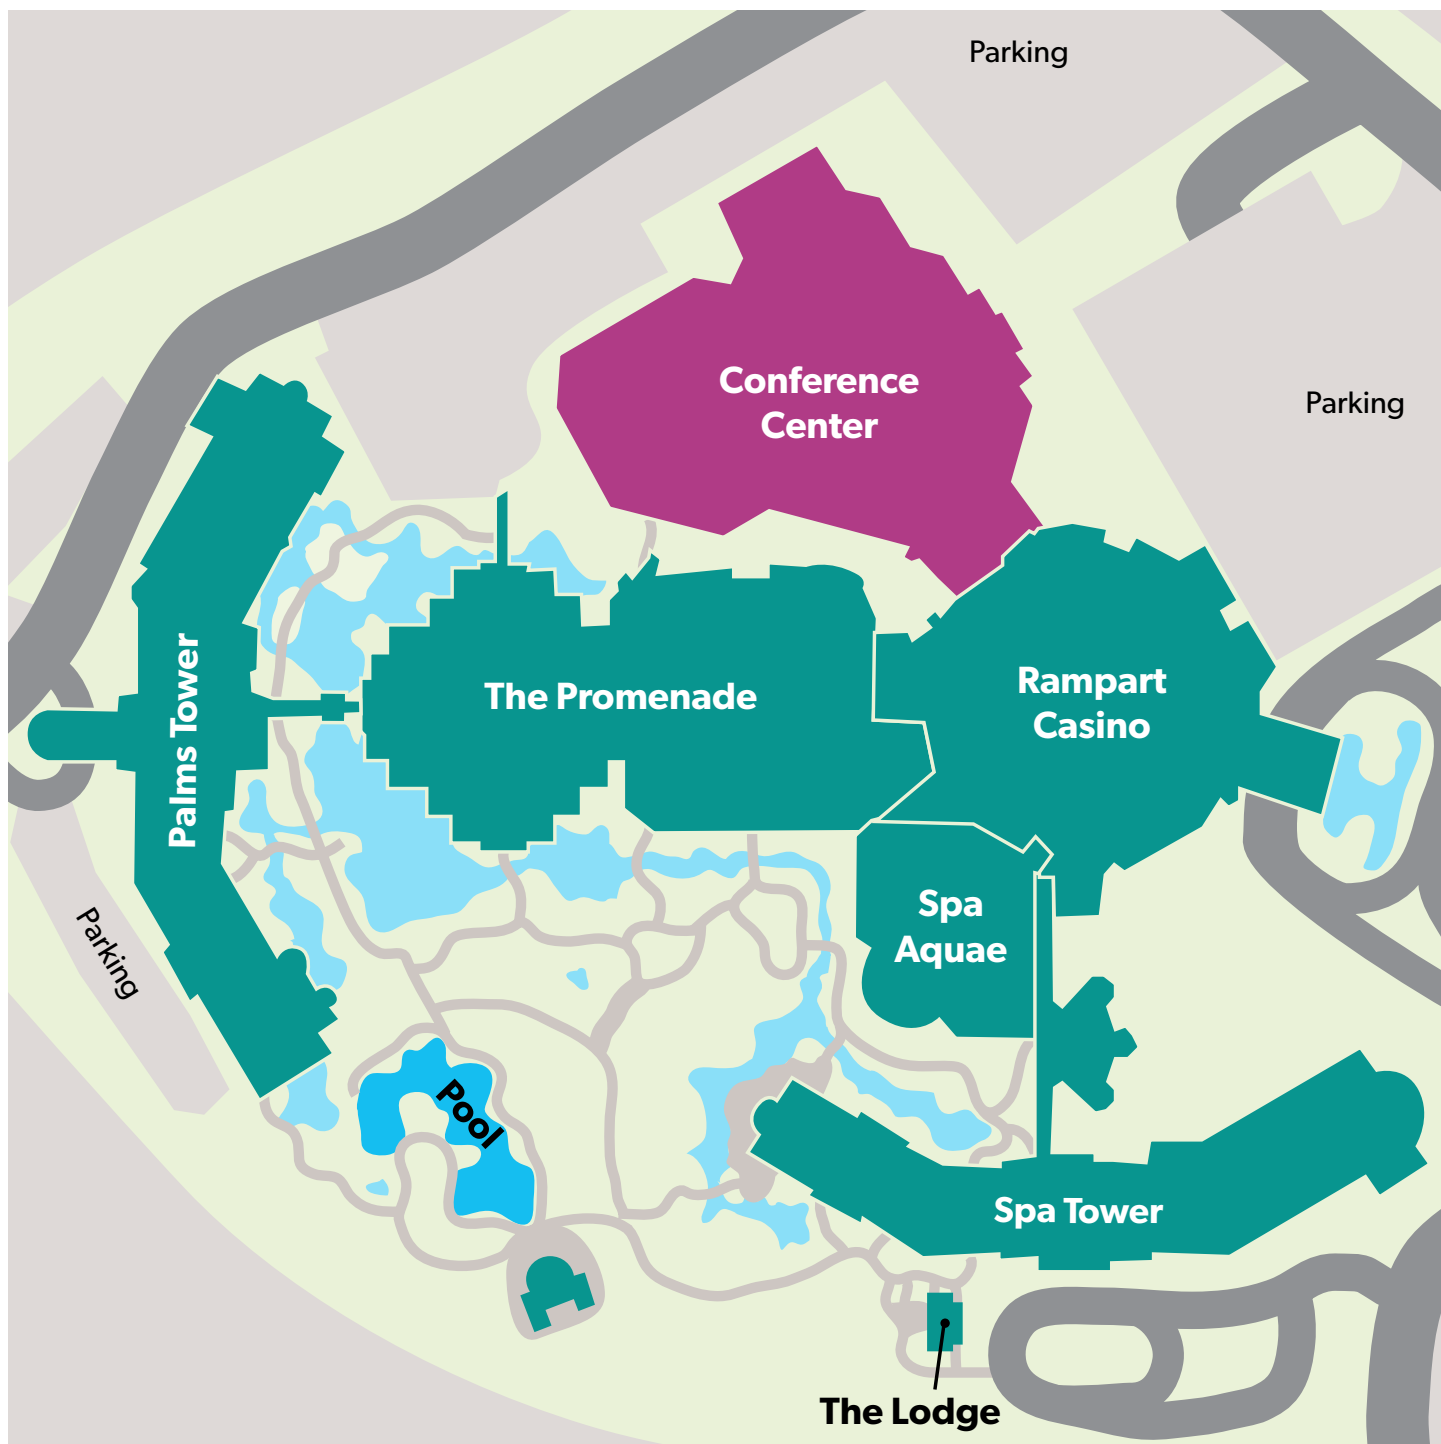 Parking
Conference
Center
Parking
Palms Tower
The Promenade
Rampart
Casino
Parking
Spa
Aquae
Pool
Spa Tower
The Lodge